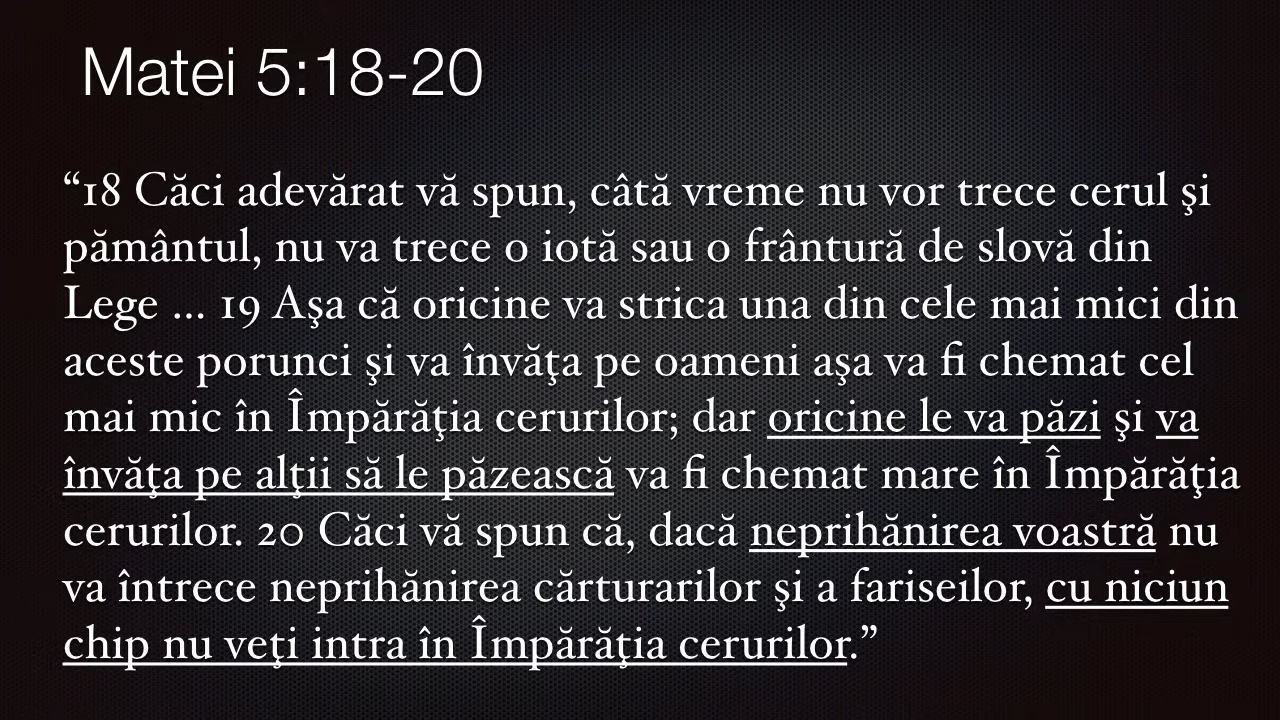 Matei 5:18-20
“18 Căci adevărat vă spun, câtă vreme nu vor trece cerul şi
pământul, nu va trece o iotă sau o frântură de slovă din
Lege ... 19 Aşa că oricine va strica una din cele mai mici din
aceste porunci şi va învăţa pe oameni aşa va fi chemat cel
mai mic în Împărăţia cerurilor; dar oricine le va păzi şi va
învăţa pe alţii să le păzească va fi chemat mare în Împărăţia
cerurilor. 20 Căci vă spun că, dacă neprihănirea voastră nu
va întrece neprihănirea cărturarilor şi a fariseilor, cu niciun
chip nu veţi intra în Împărăţia cerurilor.”